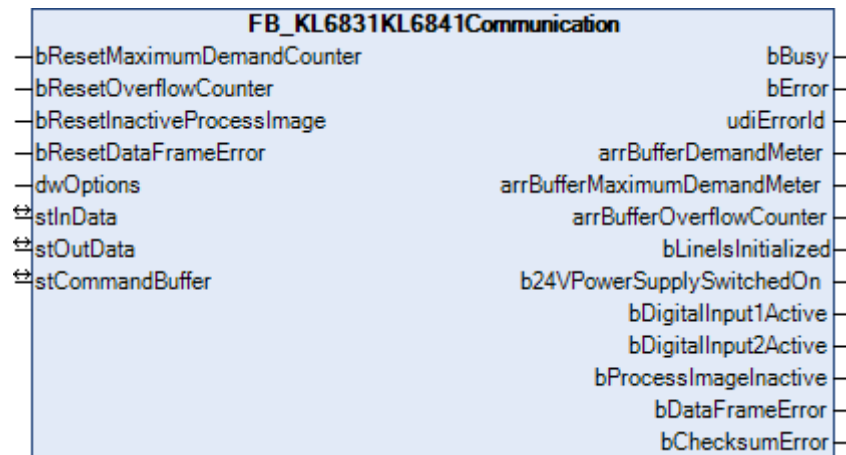 FB_KL6831KL6841Communication
bResetMaximumDemandCounter bBusy
bResetOverflowCounter bError
bResetInactiveProcessImage udiErrorId
bResetDataFrameError arrBufferDemandMeter
dwOptions arrBufferMaximumDemandMeter
stInData arrBufferOverflowCounter
stOutData bLineIsInitialized
stCommandBuffer b24VPowerSupplySwitchedOn
bDigitalInput1Active
bDigitalInput2Active
bProcessImageInactive
bDataFrameError
bChecksumError